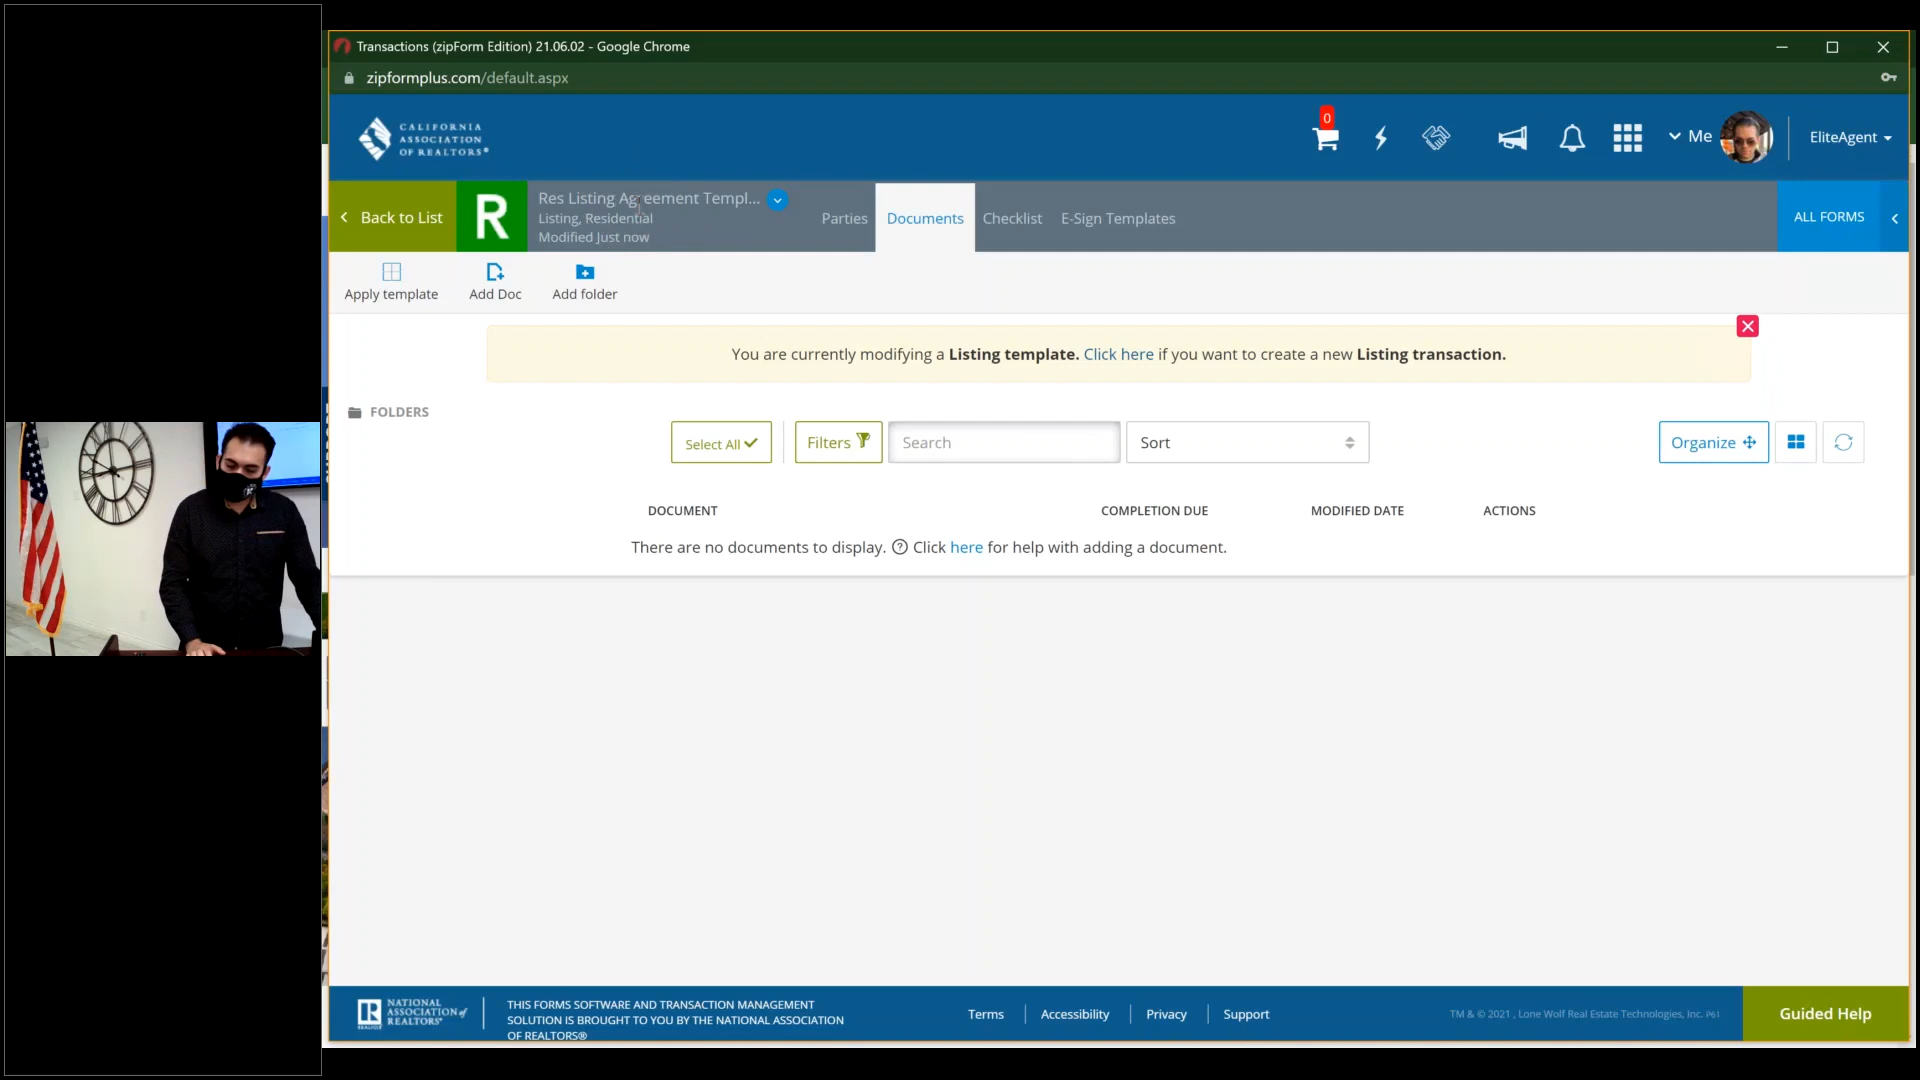 Transactions (zipForm Edition) 21.06.02 - Google Chrome
zipformplus.com/default.aspx
CALIFORNIA
ASSOCIATION
OF REALTORS®
0
Me
EliteAgent
Back to List
R
Res Listing Agreement Templ...
Listing, Residential
Modified Just now
Parties
Documents
Checklist
E-Sign Templates
ALL FORMS
Apply template
Add Doc
Add folder
You are currently modifying a Listing template. Click here if you want to create a new Listing transaction.
FOLDERS
Select All
Filters
Search
Sort
Organize
DOCUMENT
COMPLETION DUE
MODIFIED DATE
ACTIONS
There are no documents to display. ? Click here for help with adding a document.
NATIONAL
ASSOCIATION of
REALTORS®
THIS FORMS SOFTWARE AND TRANSACTION MANAGEMENT
SOLUTION IS BROUGHT TO YOU BY THE NATIONAL ASSOCIATION
OF REALTORS®
Terms
Accessibility
Privacy
Support
TM & © 2021 , Lone Wolf Real Estate Technologies, Inc.
Guided Help